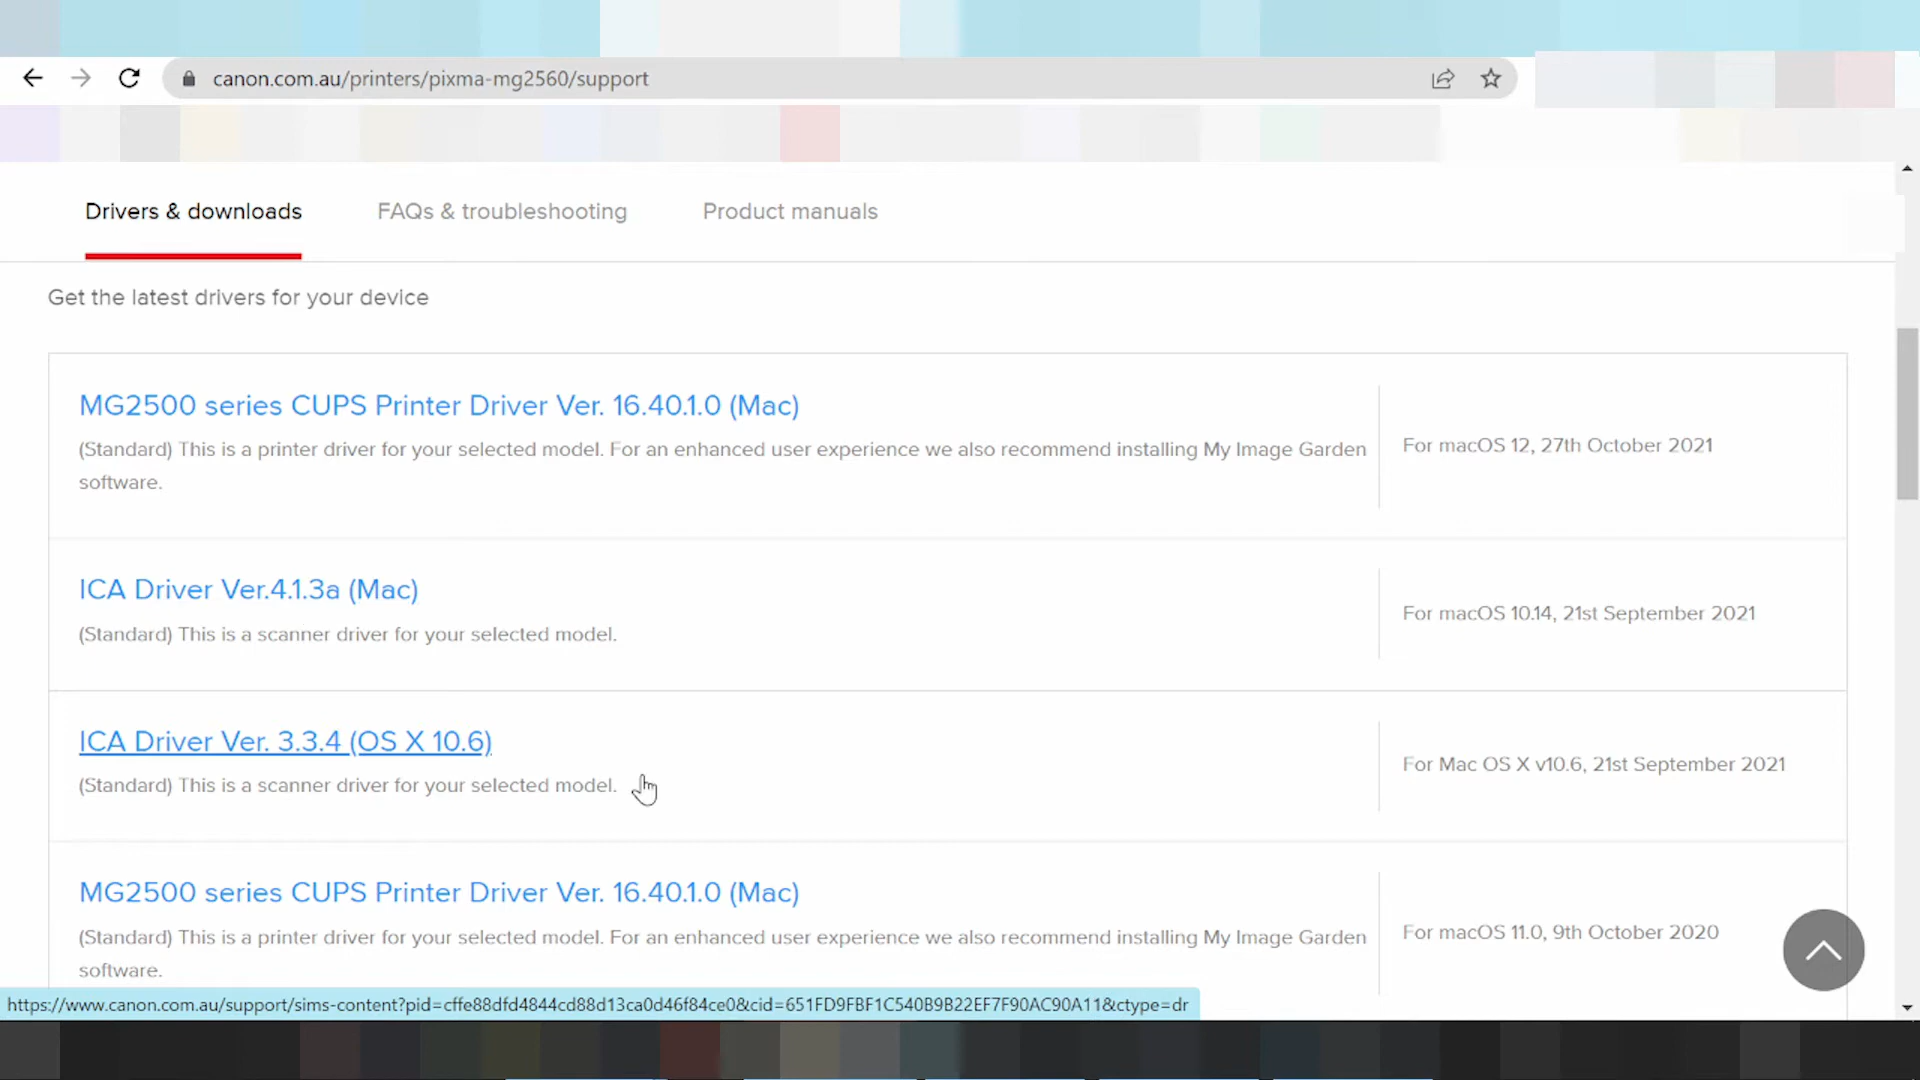 canon.com.au/printers/pixma-mg2560/support
Drivers & downloads FAQs & troubleshooting Product manuals
Get the latest drivers for your device
MG2500 series CUPS Printer Driver Ver. 16.40.1.0 (Mac)
(Standard) This is a printer driver for your selected model. For an enhanced user experience we also recommend installing My Image Garden
software.
For macOS 12, 27th October 2021
ICA Driver Ver.4.1.3a (Mac)
(Standard) This is a scanner driver for your selected model.
For macOS 10.14, 21st September 2021
ICA Driver Ver. 3.3.4 (OS X 10.6)
(Standard) This is a scanner driver for your selected model.
For Mac OS X v10.6, 21st September 2021
MG2500 series CUPS Printer Driver Ver. 16.40.1.0 (Mac)
(Standard) This is a printer driver for your selected model. For an enhanced user experience we also recommend installing My Image Garden
software.
For macOS 11.0, 9th October 2020
https://www.canon.com.au/support/sims-content?pid=cffe88dfd4844cd88d13ca0d46f84ce0&cid=651FD9FBF1C540B9B22EF7F90AC90A11&ctype=dr